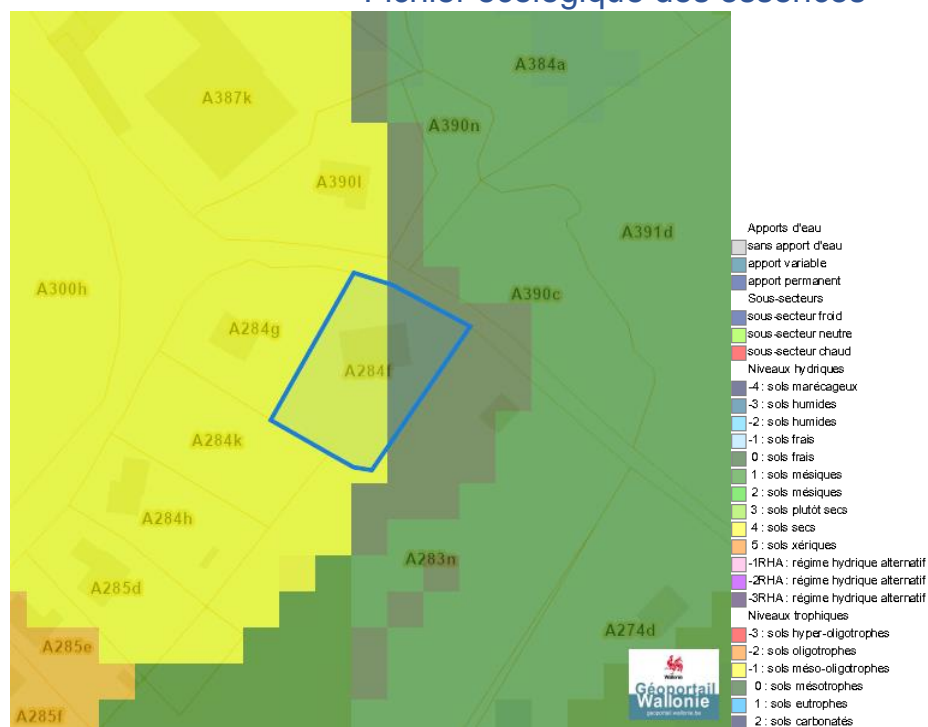 Fichier écologique des essences
A384a
A387k
A390n
A390l
A391d
A300h
A390c
A284g
A284f
A284k
A284h
A283n
A285d
A274d
A285e
A285f
Wallonie
Géoportail
Wallonie
geoportail.wallonie.be
Apports d'eau
sans apport d'eau
apport variable
apport permanent
Sous-secteurs
sous-secteur froid
sous-secteur neutre
sous-secteur chaud
Niveaux hydriques
-4 : sols marécageux
-3 : sols humides
-2 : sols humides
-1 : sols frais
0 : sols frais
1 : sols mésiques
2 : sols mésiques
3 : sols plutôt secs
4 : sols secs
5 : sols xériques
-1RHA : régime hydrique alternatif
-2RHA : régime hydrique alternatif
-3RHA : régime hydrique alternatif
Niveaux trophiques
-3 : sols hyper-oligotrophes
-2 : sols oligotrophes
-1 : sols méso-oligotrophes
0 : sols mésotrophes
1 : sols eutrophes
2 : sols carbonatés